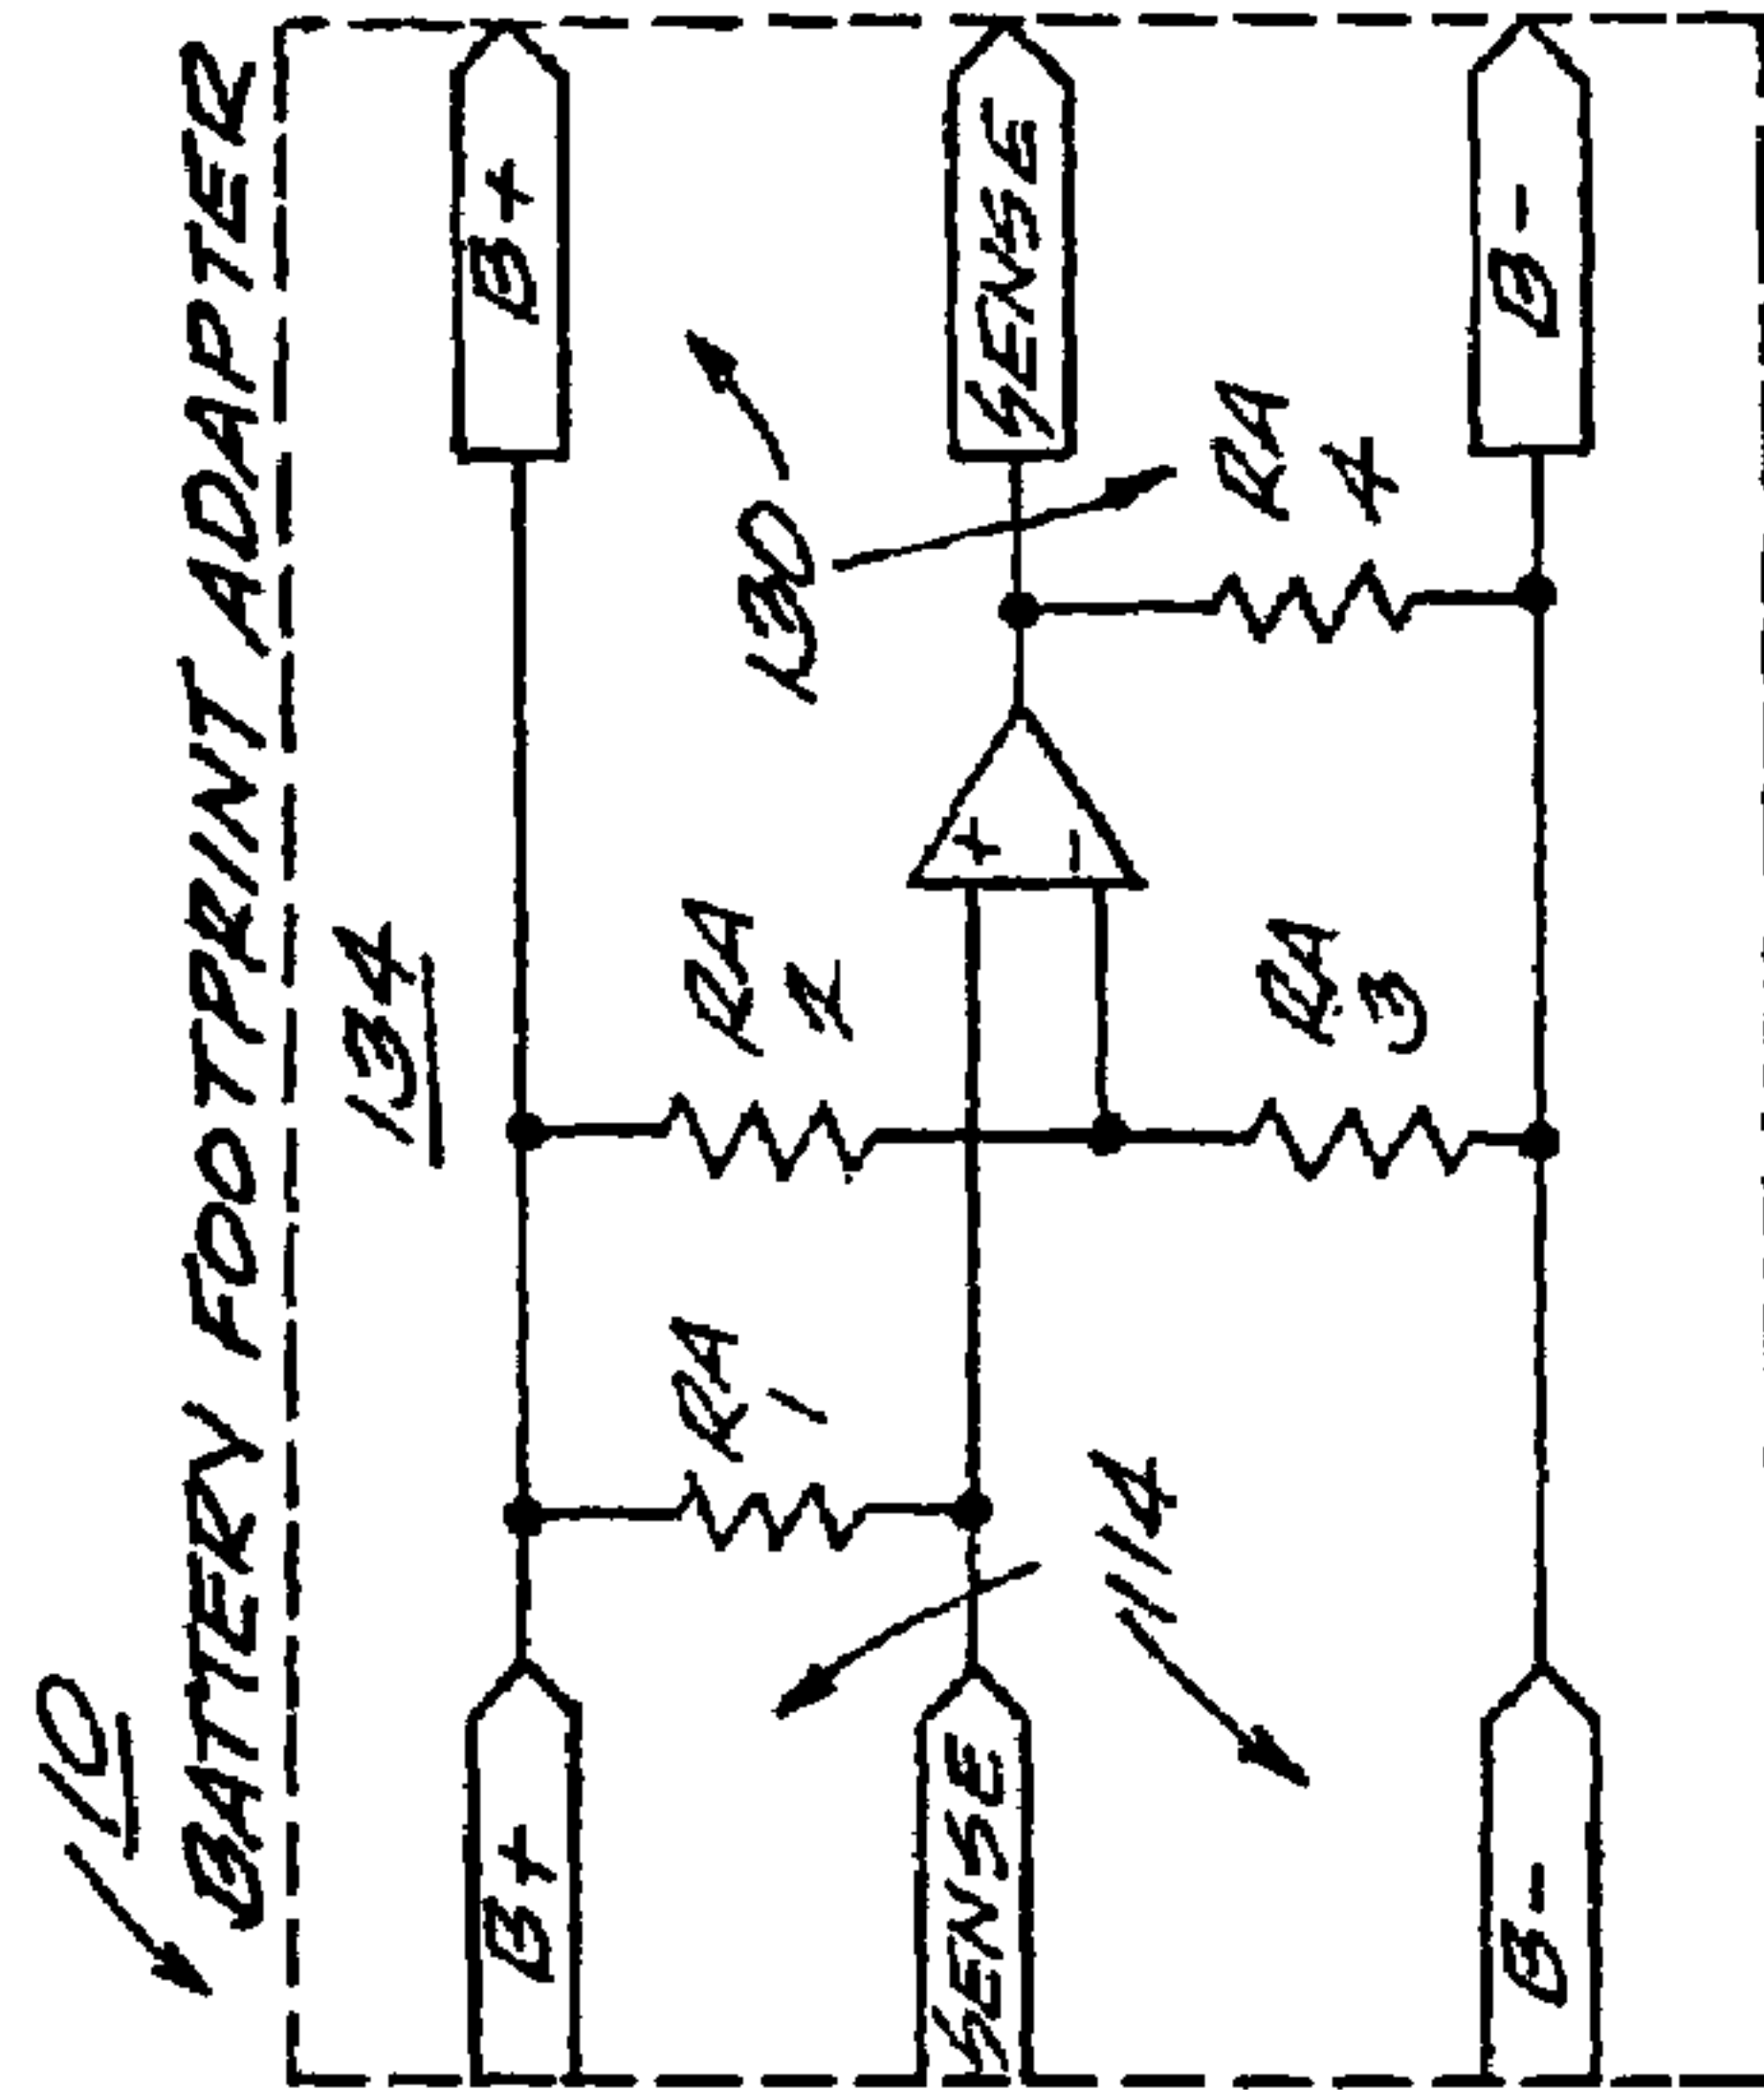 110
BATTERY FOOTPRINT ADAPTER
134
B+
B+
RA
1
RA
2
130
SENSE
+
-
SENSE
114
RA
3
RA
4
B-
B-